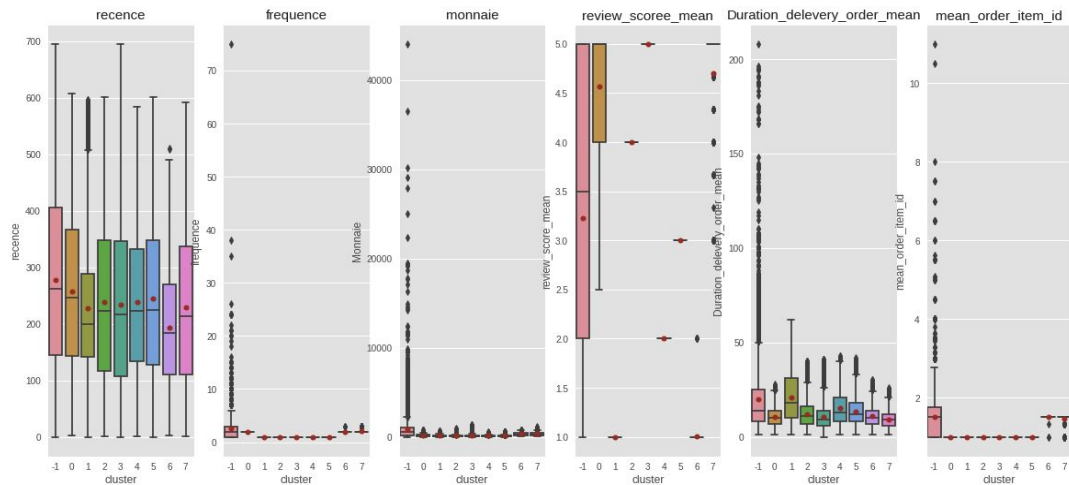 recence
700
600
500
400
300
200
100
0
recence
-1 0 1 2 3 4 5 6 7
cluster
frequence
70
60
50
40
30
20
10
0
frequence
-1 0 1 2 3 4 5 6 7
cluster
monnaie
40000
30000
20000
10000
0
Monnaie
-1 0 1 2 3 4 5 6 7
cluster
review_scoree_mean
5.0
4.5
4.0
3.5
3.0
2.5
2.0
1.5
1.0
review_score_mean
-1 0 1 2 3 4 5 6 7
cluster
Duration_delevery_order_mean
200
150
100
50
0
Duration_delevery_order_mean
-1 0 1 2 3 4 5 6 7
cluster
mean_order_item_id
10
8
6
4
2
mean_order_item_id
-1 0 1 2 3 4 5 6 7
cluster